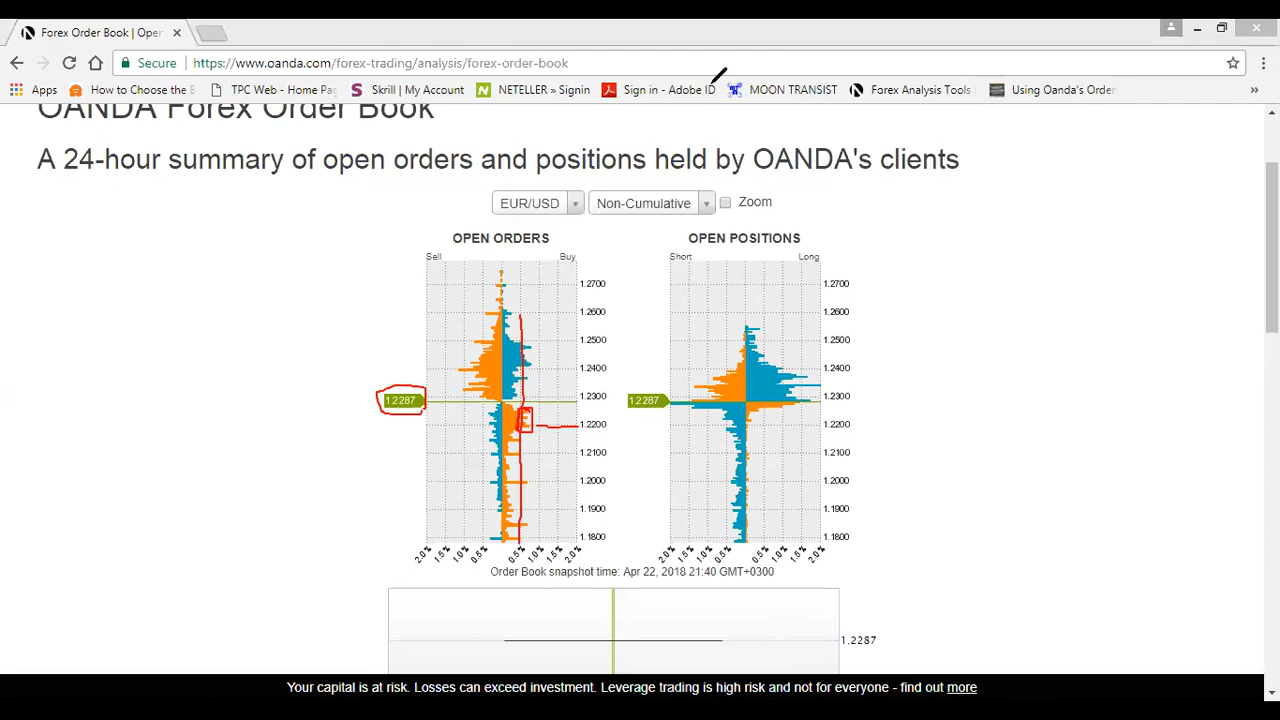 Forex Order Book | Open
Secure https://www.oanda.com/forex-trading/analysis/forex-order-book
Apps How to Choose the B TPC Web - Home Pag Skrill | My Account NETELLER » Signin Sign in - Adobe ID MOON TRANSIST Forex Analysis Tools Using Oanda's Order »
OANDA Forex Order Book
A 24-hour summary of open orders and positions held by OANDA's clients
EUR/USD Non-Cumulative Zoom
OPEN ORDERS OPEN POSITIONS
Sell Buy Short Long
1.2700 1.2700
1.2600 1.2600
1.2500 1.2500
1.2400 1.2400
1.2287 1.2300 1.2287 1.2300
1.2200 1.2200
1.2100 1.2100
1.2000 1.2000
1.1900 1.1900
1.1800 1.1800
2.0% 1.5% 1.0% 0.5% 0.5% 1.0% 1.5% 2.0% 2.0% 1.5% 1.0% 0.5% 0.5% 1.0% 1.5% 2.0%
Order Book snapshot time: Apr 22, 2018 21:40 GMT+0300
1.2287
Your capital is at risk. Losses can exceed investment. Leverage trading is high risk and not for everyone - find out more